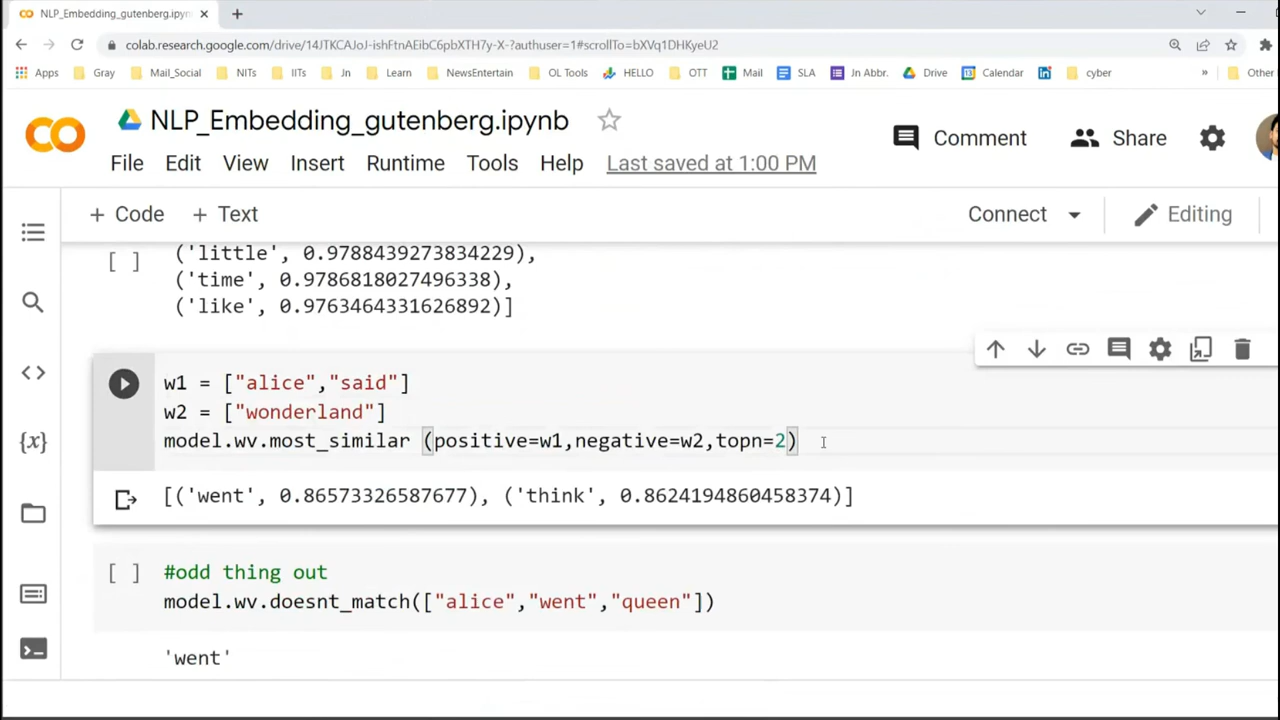 NLP_Embedding_gutenberg.ipynb
colab.research.google.com/drive/14JTKCAJoJ-ishFtnAEibC6pbXTH7y-X-?authuser=1#scrollTo=bXVq1DHKyeU2
Apps Gray Mail_Social NITs IITs Jn Learn NewsEntertain OL Tools HELLO OTT Mail SLA Jn Abbr. Drive Calendar cyber » Other
NLP_Embedding_gutenberg.ipynb
Comment Share
File Edit View Insert Runtime Tools Help Last saved at 1:00 PM
+ Code + Text Connect Editing
[ ] ('little', 0.9788439273834229),
('time', 0.9786818027496338),
('like', 0.9763464331626892)]
w1 = ["alice","said"]
w2 = ["wonderland"]
model.wv.most_similar (positive=w1,negative=w2,topn=2)
[('went', 0.86573326587677), ('think', 0.8624194860458374)]
[ ] #odd thing out
model.wv.doesnt_match(["alice","went","queen"])
'went'